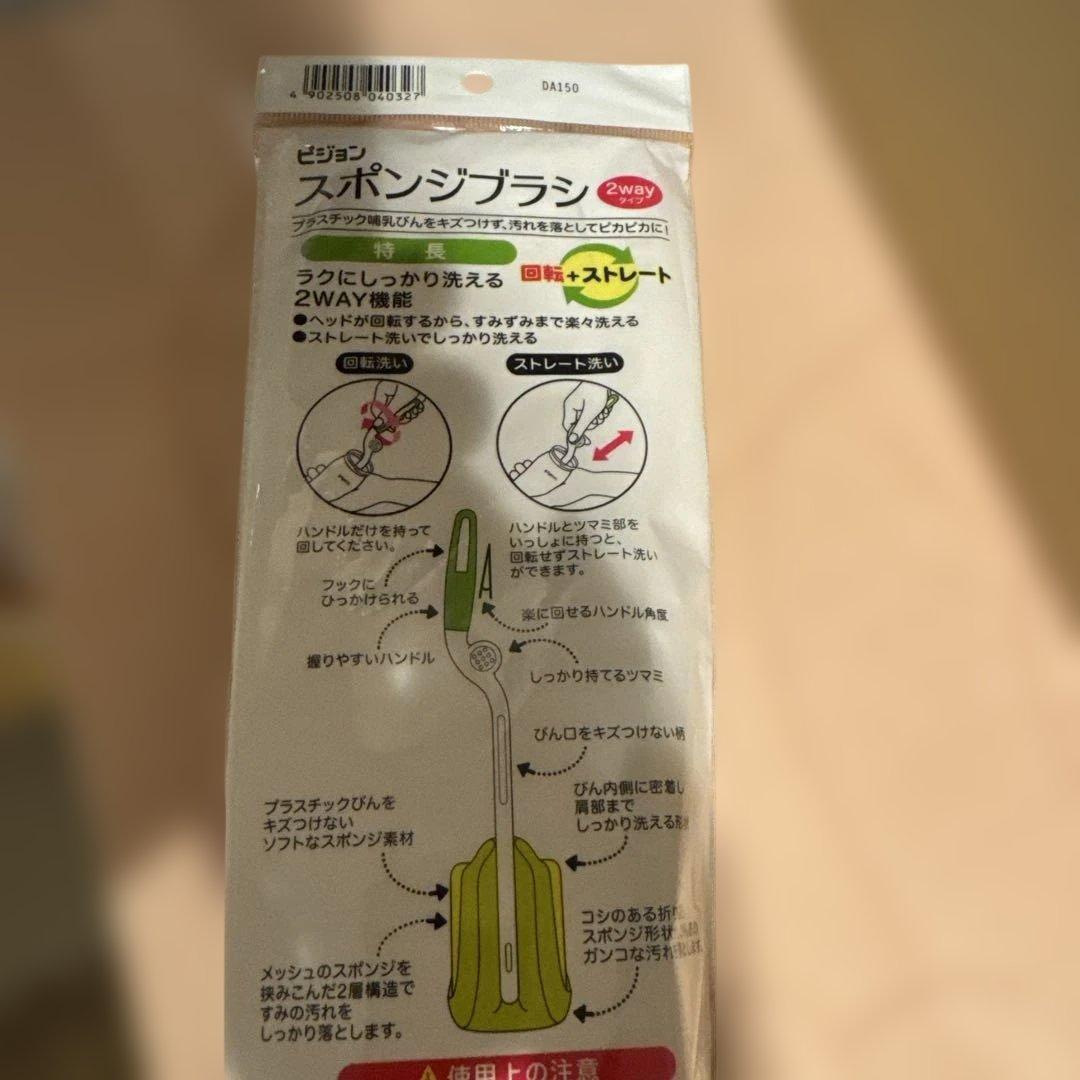 4 902508 040327
DA150
ピジョン
スポンジブラシ 2way タイプ
プラスチック哺乳びんをキズつけず、汚れを落としてピカピカに!
特長
ラクにしっかり洗える
2WAY機能
回転+ストレート
●ヘッドが回転するから、すみずみまで楽々洗える
●ストレート洗いでしっかり洗える
回転洗い
ストレート洗い
ハンドルだけを持って
回してください。
ハンドルとツマミ部を
いっしょに持つと、
回転せずストレート洗い
ができます。
フックに
ひっかけられる
楽に回せるハンドル角度
握りやすいハンドル
しっかり持てるツマミ
びん口をキズつけない柄
びん内側に密着し
肩部まで
しっかり洗える形
プラスチックびんを
キズつけない
ソフトなスポンジ素材
コシのある折り
スポンジ形状
ガンコな汚れ
メッシュのスポンジを
挟みこんだ2層構造で
すみの汚れを
しっかり落とします。
使用上の注意